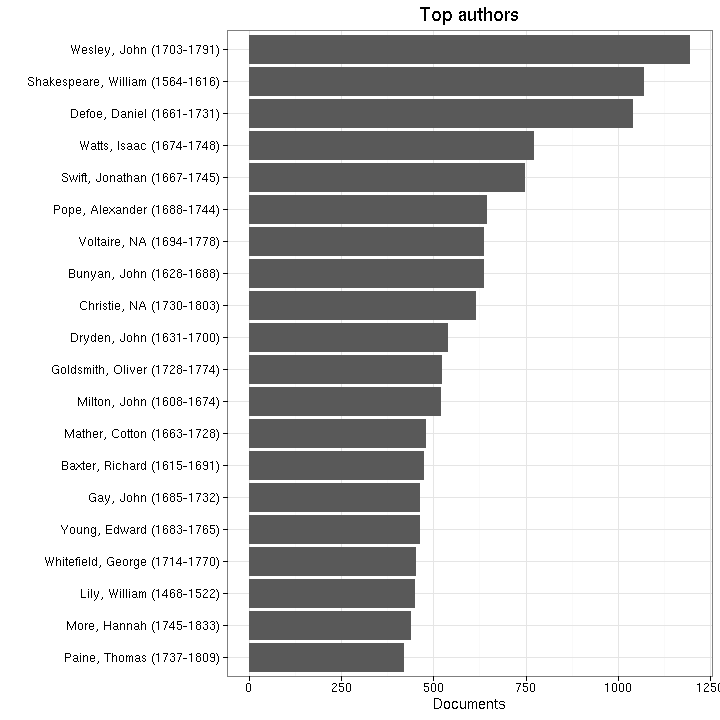 Top authors
Wesley, John (1703-1791)
Shakespeare, William (1564-1616)
Defoe, Daniel (1661-1731)
Watts, Isaac (1674-1748)
Swift, Jonathan (1667-1745)
Pope, Alexander (1688-1744)
Voltaire, NA (1694-1778)
Bunyan, John (1628-1688)
Christie, NA (1730-1803)
Dryden, John (1631-1700)
Goldsmith, Oliver (1728-1774)
Milton, John (1608-1674)
Mather, Cotton (1663-1728)
Baxter, Richard (1615-1691)
Gay, John (1685-1732)
Young, Edward (1683-1765)
Whitefield, George (1714-1770)
Lily, William (1468-1522)
More, Hannah (1745-1833)
Paine, Thomas (1737-1809)
0 250 500 750 1000 1250
Documents